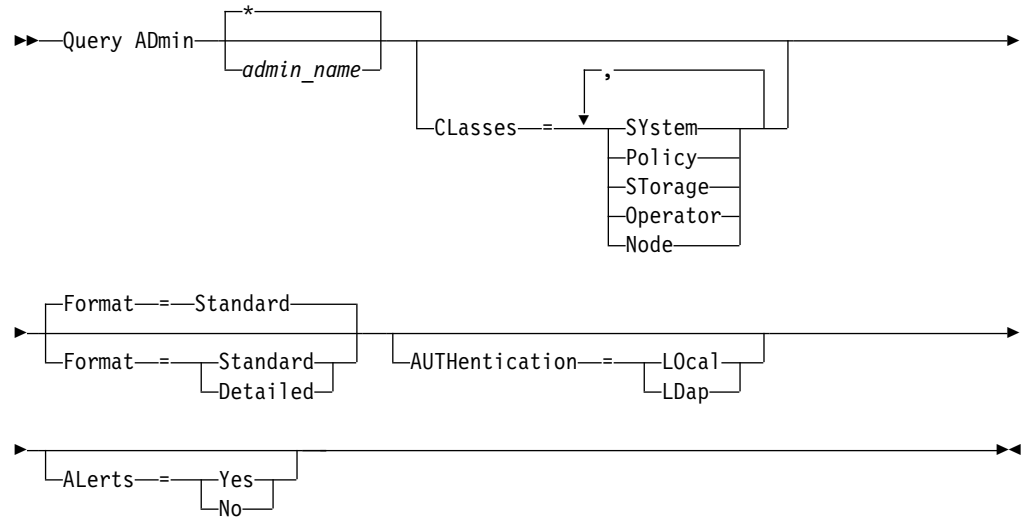 *
Query ADmin
admin_name
,
CLasses = SYstem
Policy
STorage
Operator
Node
Format = Standard
Format = Standard
Detailed
AUTHentication = LOcal
LDap
ALerts = Yes
No